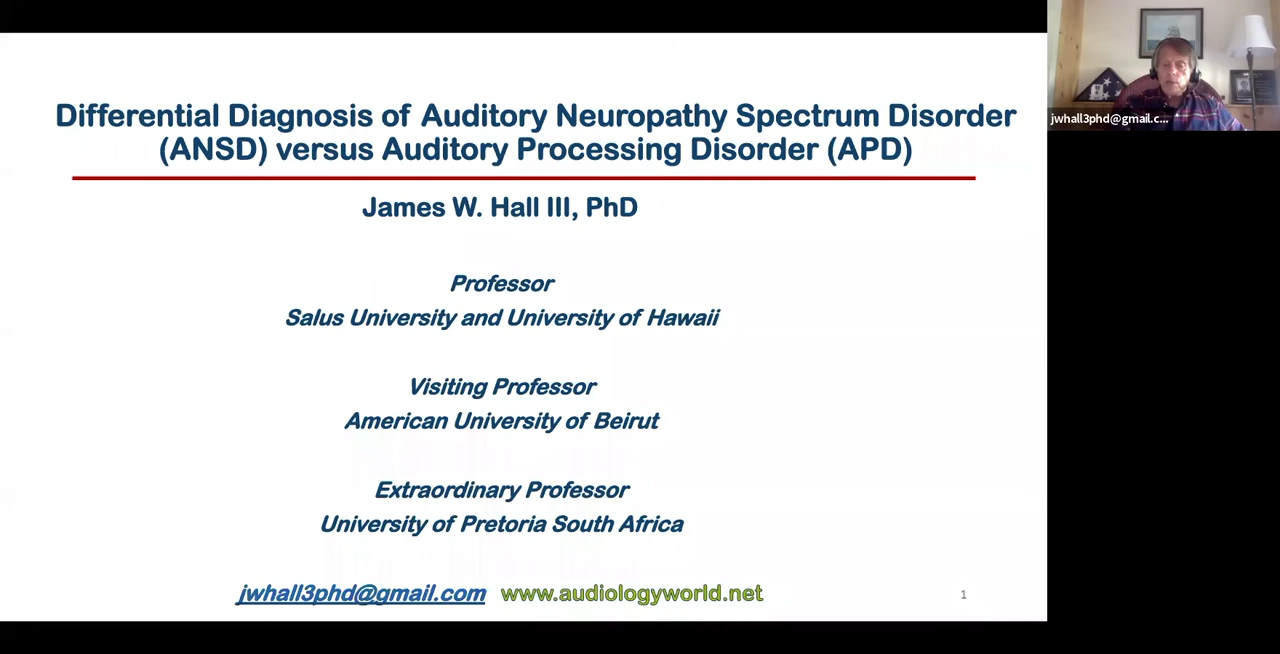 Differential Diagnosis of Auditory Neuropathy Spectrum Disorder
(ANSD) versus Auditory Processing Disorder (APD)
James W. Hall III, PhD
Professor
Salus University and University of Hawaii
Visiting Professor
American University of Beirut
Extraordinary Professor
University of Pretoria South Africa
jwhall3phd@gmail.com www.audiologyworld.net
1
jwhall3phd@gmail.c...